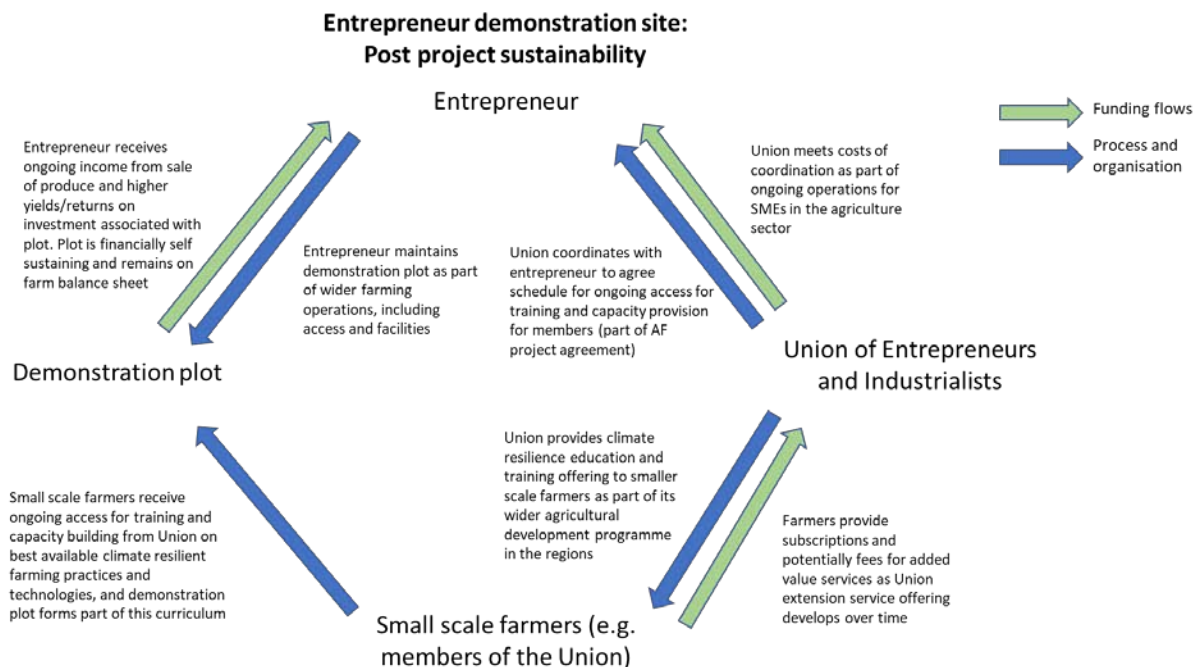 Entrepreneur demonstration site:
Post project sustainability
Entrepreneur
Funding flows
Process and
organisation
Entrepreneur receives
ongoing income from sale
of produce and higher
yields/returns on
investment associated with
plot. Plot is financially self
sustaining and remains on
farm balance sheet
Entrepreneur maintains
demonstration plot as part
of wider farming
operations, including
access and facilities
Union coordinates with
entrepreneur to agree
schedule for ongoing access for
training and capacity provision
for members (part of AF
project agreement)
Union meets costs of
coordination as part of
ongoing operations for
SMEs in the agriculture
sector
Demonstration plot
Union of Entrepreneurs
and Industrialists
Small scale farmers receive
ongoing access for training and
capacity building from Union on
best available climate resilient
farming practices and
technologies, and demonstration
plot forms part of this curriculum
Union provides climate
resilience education and
training offering to smaller
scale farmers as part of its
wider agricultural
development programme
in the regions
Farmers provide
subscriptions and
potentially fees for added
value services as Union
extension service offering
develops over time
Small scale farmers (e.g.
members of the Union)